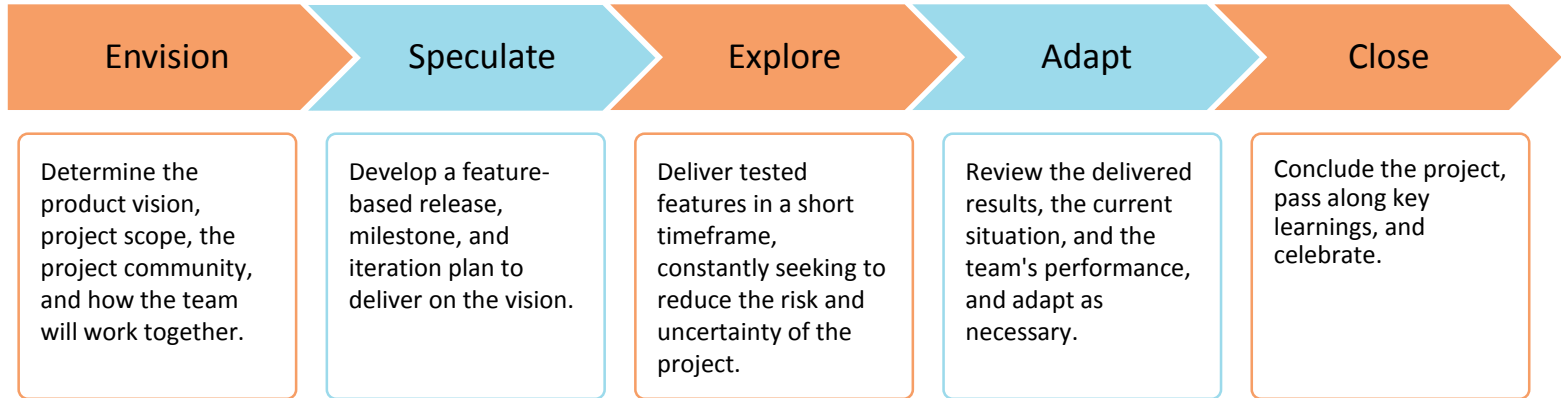 Envision
Speculate
Explore
Adapt
Close
Determine the
product vision,
project scope, the
project community,
and how the team
will work together.
Develop a feature-
based release,
milestone, and
iteration plan to
deliver on the vision.
Deliver tested
features in a short
timeframe,
constantly seeking to
reduce the risk and
uncertainty of the
project.
Review the delivered
results, the current
situation, and the
team's performance,
and adapt as
necessary.
Conclude the project,
pass along key
learnings, and
celebrate.